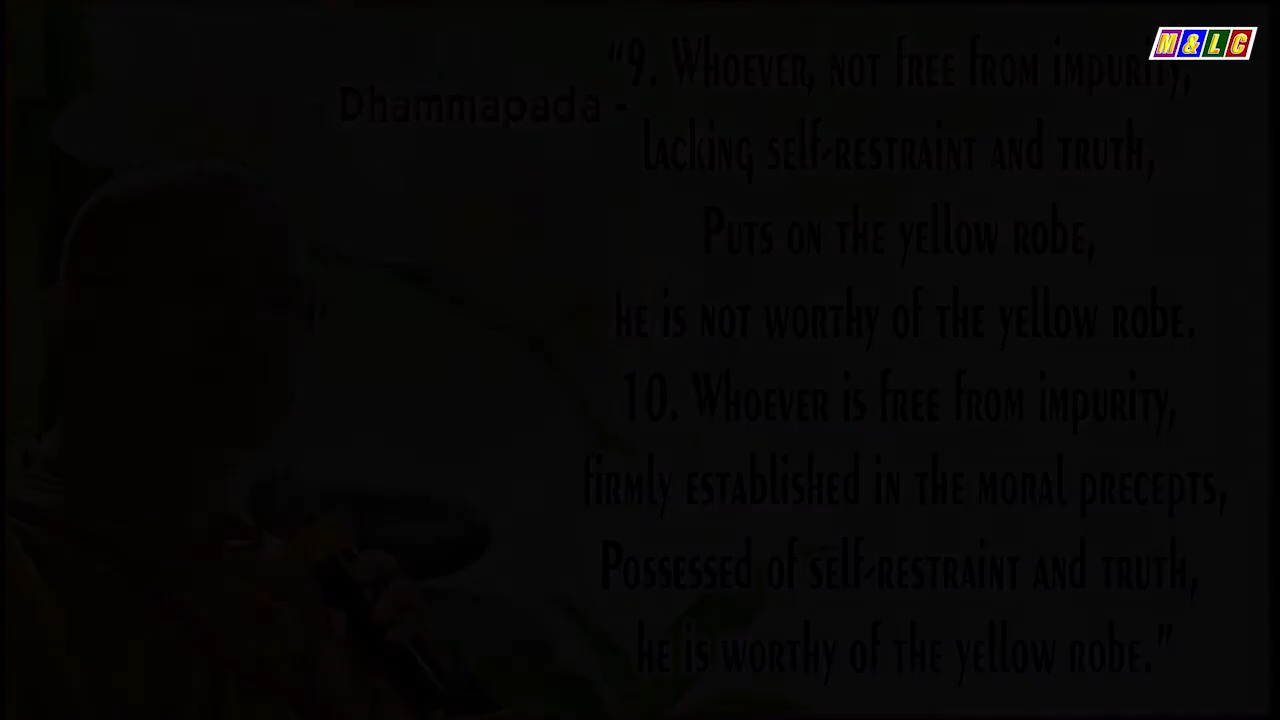 M&LC
Dhammapada -
“9. Whoever, not free from impurity,
lacking self-restraint and truth,
Puts on the yellow robe,
he is not worthy of the yellow robe.
10. Whoever is free from impurity,
firmly established in the moral precepts,
Possessed of self-restraint and truth,
he is worthy of the yellow robe.”